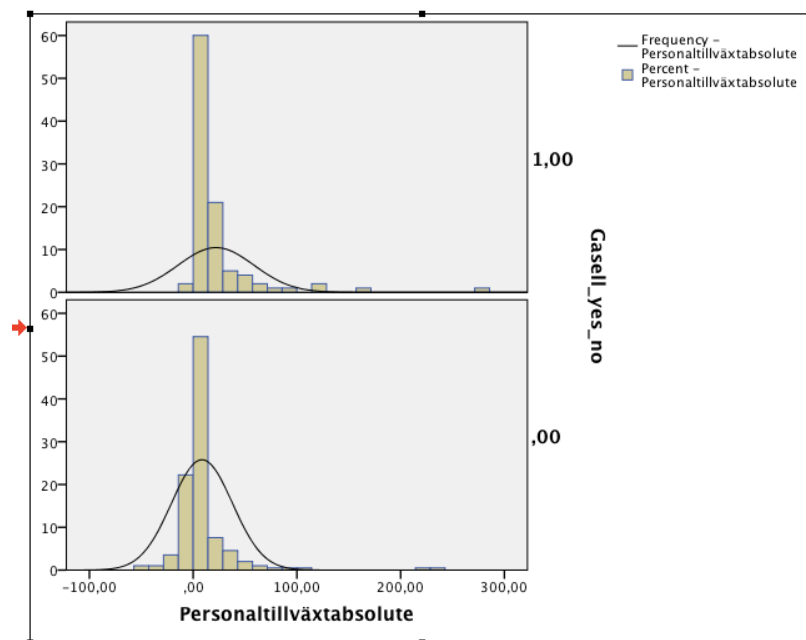 Frequency –
Personaltillväxtabsolute
Percent –
Personaltillväxtabsolute
60
50
40
30
20
10
0
1,00
Gasell_yes_no
60
50
40
30
20
10
0
,00
-100,00 ,00 100,00 200,00 300,00
Personaltillväxtabsolute